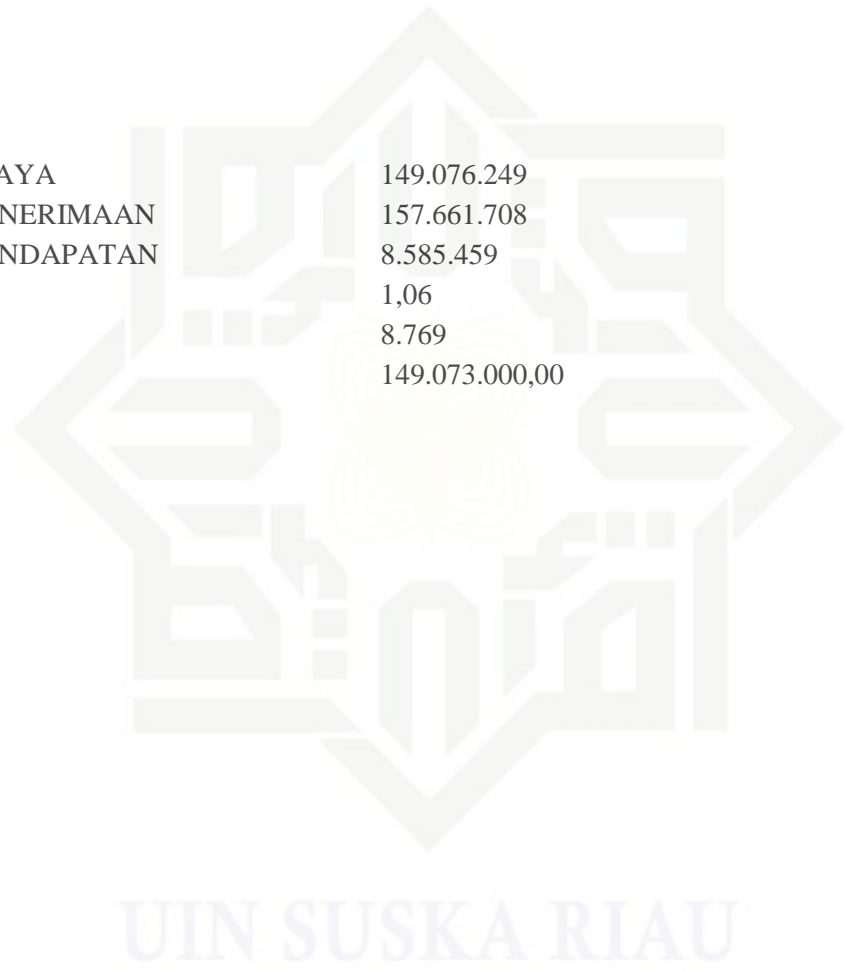 AYA 149.076.249
NERIMAAN 157.661.708
NDAPATAN 8.585.459
1,06
8.769
149.073.000,00
UIN SUSKA RIAU